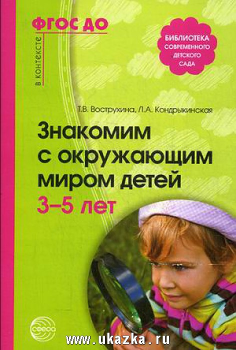 в контексте
ФГОС ДО
БИБЛИОТЕКА
СОВРЕМЕННОГО
ДЕТСКОГО
САДА
Т.В. Вострухина, Л.А. Кондрыкинская
Знакомим
с окружающим
миром детей
3–5 лет
сфера
www.ukazka.ru